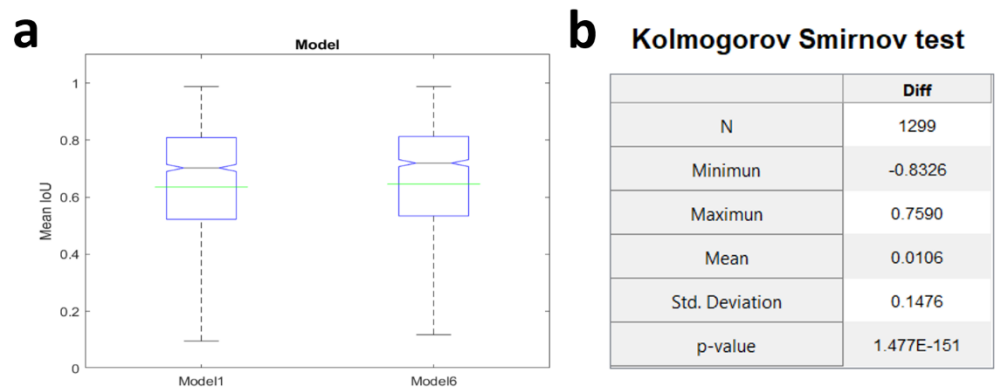 a
Model
Mean IoU
1
0.8
0.6
0.4
0.2
0
Model1 Model6
b
Kolmogorov Smirnov test
Diff
N 1299
Minimun -0.8326
Maximun 0.7590
Mean 0.0106
Std. Deviation 0.1476
p-value 1.477E-151